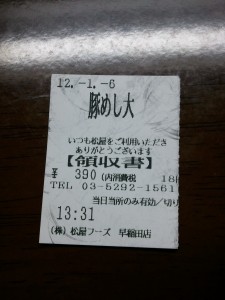 12.-1.-6
豚めし大
いつも松屋をご利用いただき
ありがとうございます
【領収書】
¥ 390 (内消費税 18
TEL 03-5292-1561
当日当所のみ有効/切り
13:31
(株) 松屋フーズ 早稲田店